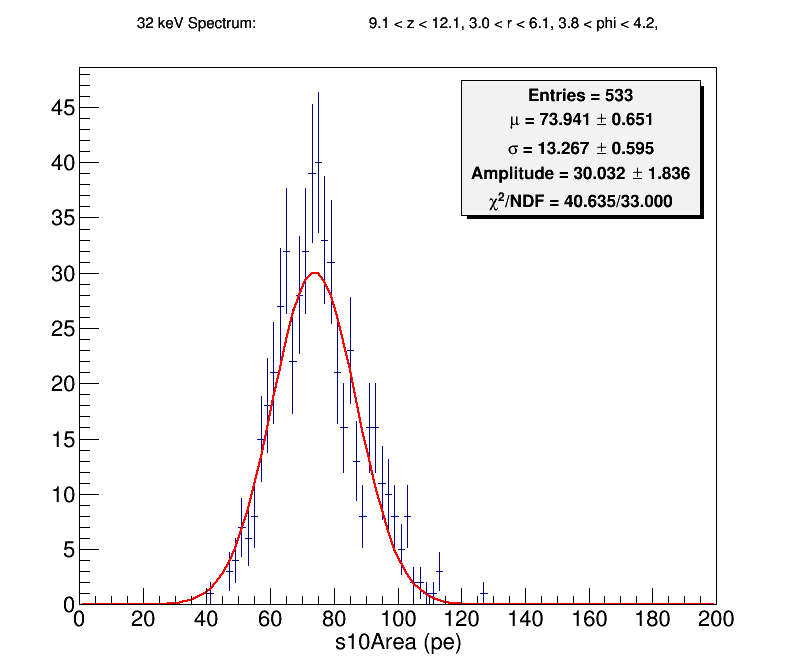 32 keV Spectrum: 9.1 < z < 12.1, 3.0 < r < 6.1, 3.8 < phi < 4.2,
Entries = 533
μ = 73.941 ± 0.651
σ = 13.267 ± 0.595
Amplitude = 30.032 ± 1.836
χ²/NDF = 40.635/33.000
45
40
35
30
25
20
15
10
5
0
0 20 40 60 80 100 120 140 160 180 200
s10Area (pe)